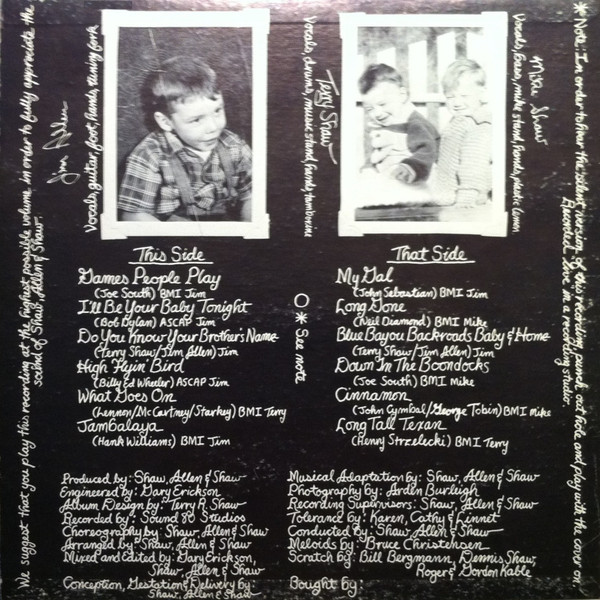 We suggest that you play this recording at the highest possible volume in order to fully appreciate the
sound of Shaw, Allen & Shaw.
Jim Allen
Vocals, guitar, foot, hands, tuning fork
Terry Shaw
Vocals, drums, music stand, hands, tambourine
Mike Shaw
Vocals, bass, mike stand, hands, plastic lemon
* Note: In order to hear the silent version of this recording punch out hole and play with the cover on.
Recorded 'Live' in a recording studio.
This Side
Games People Play
(Joe South) BMI Jim
I'll Be Your Baby Tonight
(Bob Dylan) ASCAP Jim
Do You Know Your Brother's Name
(Terry Shaw/Jim Allen) Jim
High Flyin' Bird
(Billy Ed Wheeler) ASCAP Jim
What Goes On
(Lennon/McCartney/Starkey) BMI Terry
Jambalaya
(Hank Williams) BMI Jim
O * See note
That Side
My Gal
(John Sebastian) BMI Jim
Long Gone
(Neil Diamond) BMI Mike
Blue Bayou Backroads Baby & Home
(Terry Shaw/Jim Allen) Jim
Down In The Boondocks
(Joe South) BMI Mike
Cinnamon
(John Cymbal/George Tobin) BMI mike
Long Tall Texan
(Henry Strzelecki) BMI Terry
Produced by: Shaw, Allen & Shaw
Engineered by: Gary Erickson
Album Design by: Terry R. Shaw
Recorded by: Sound 80 Studios
Choreography by: Shaw, Allen & Shaw
Arranged by: Shaw, Allen & Shaw
Mixed and Edited by: Gary Erickson,
Shaw, Allen & Shaw
Conception, Gestation & Delivery by:
Shaw, Allen & Shaw
Musical Adaptation by: Shaw, Allen & Shaw
Photography by: Arden Burleigh
Recording Supervisors: Shaw, Allen & Shaw
Tolerance by: Karen, Cathy & Linnet
Conducted by: Shaw, Allen & Shaw
Meloids by: Bruce Christensen
Scratch by: Bill Bergmann, Dennis Shaw,
Roger & Gordon Kable
Bought by: